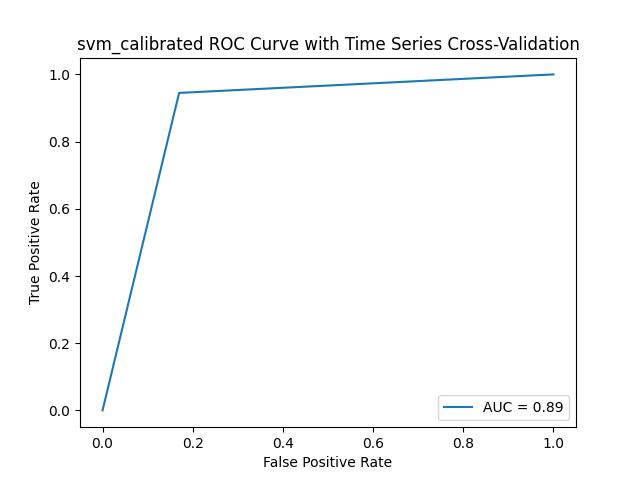 svm_calibrated ROC Curve with Time Series Cross-Validation
1.0
0.8
0.6
0.4
0.2
0.0
True Positive Rate
AUC = 0.89
0.0 0.2 0.4 0.6 0.8 1.0
False Positive Rate